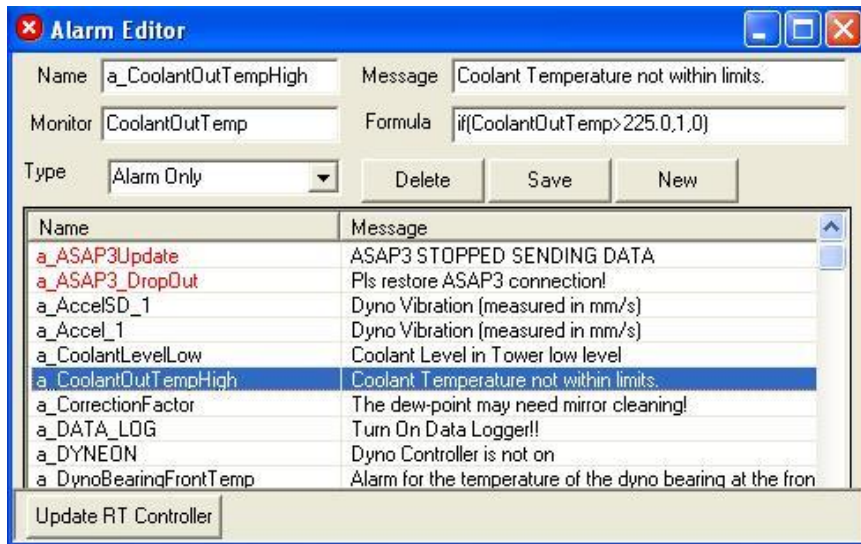 Alarm Editor
Name a_CoolantOutTempHigh Message Coolant Temperature not within limits.
Monitor CoolantOutTemp Formula if(CoolantOutTemp>225.0,1,0)
Type Alarm Only Delete Save New
Name Message
a_ASAP3Update ASAP3 STOPPED SENDING DATA
a_ASAP3_DropOut Pls restore ASAP3 connection!
a_AccelSD_1 Dyno Vibration (measured in mm/s)
a_Accel_1 Dyno Vibration (measured in mm/s)
a_CoolantLevelLow Coolant Level in Tower low level
a_CoolantOutTempHigh Coolant Temperature not within limits.
a_CorrectionFactor The dew-point may need mirror cleaning!
a_DATA_LOG Turn On Data Logger!!
a_DYNEON Dyno Controller is not on
a_DynoBearingFrontTemp Alarm for the temperature of the dyno bearing at the fron
Update RT Controller